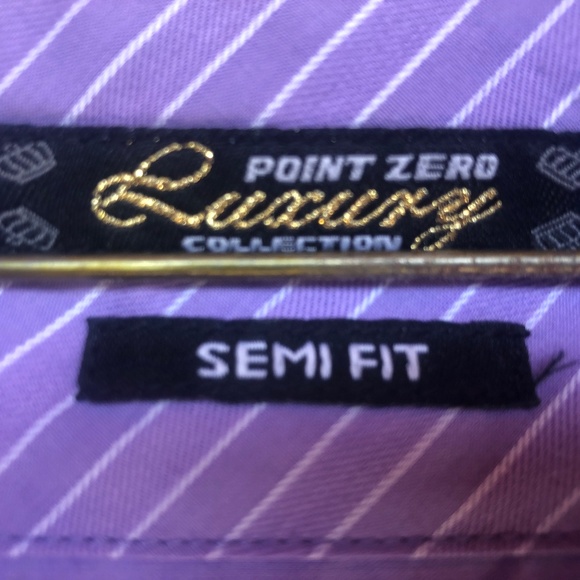 POINT ZERO
Luxury
COLLECTION
SEMI FIT